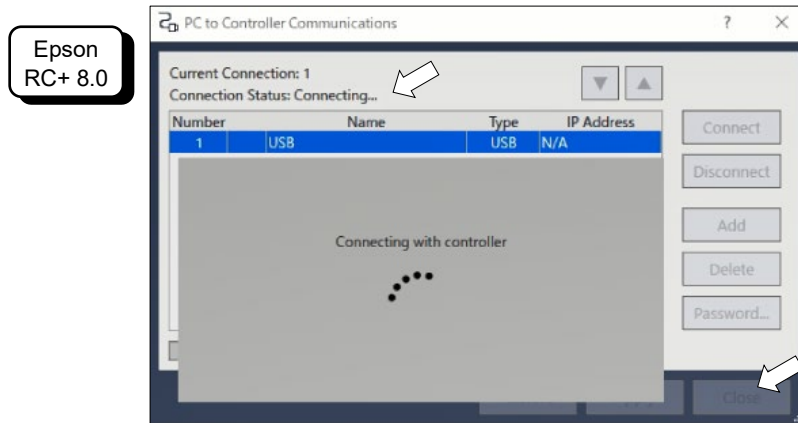 Epson
RC+ 8.0
PC to Controller Communications
Current Connection: 1
Connection Status: Connecting...
Number Name Type IP Address
1 USB USB N/A
Connecting with controller
Connect
Disconnect
Add
Delete
Password...
Close